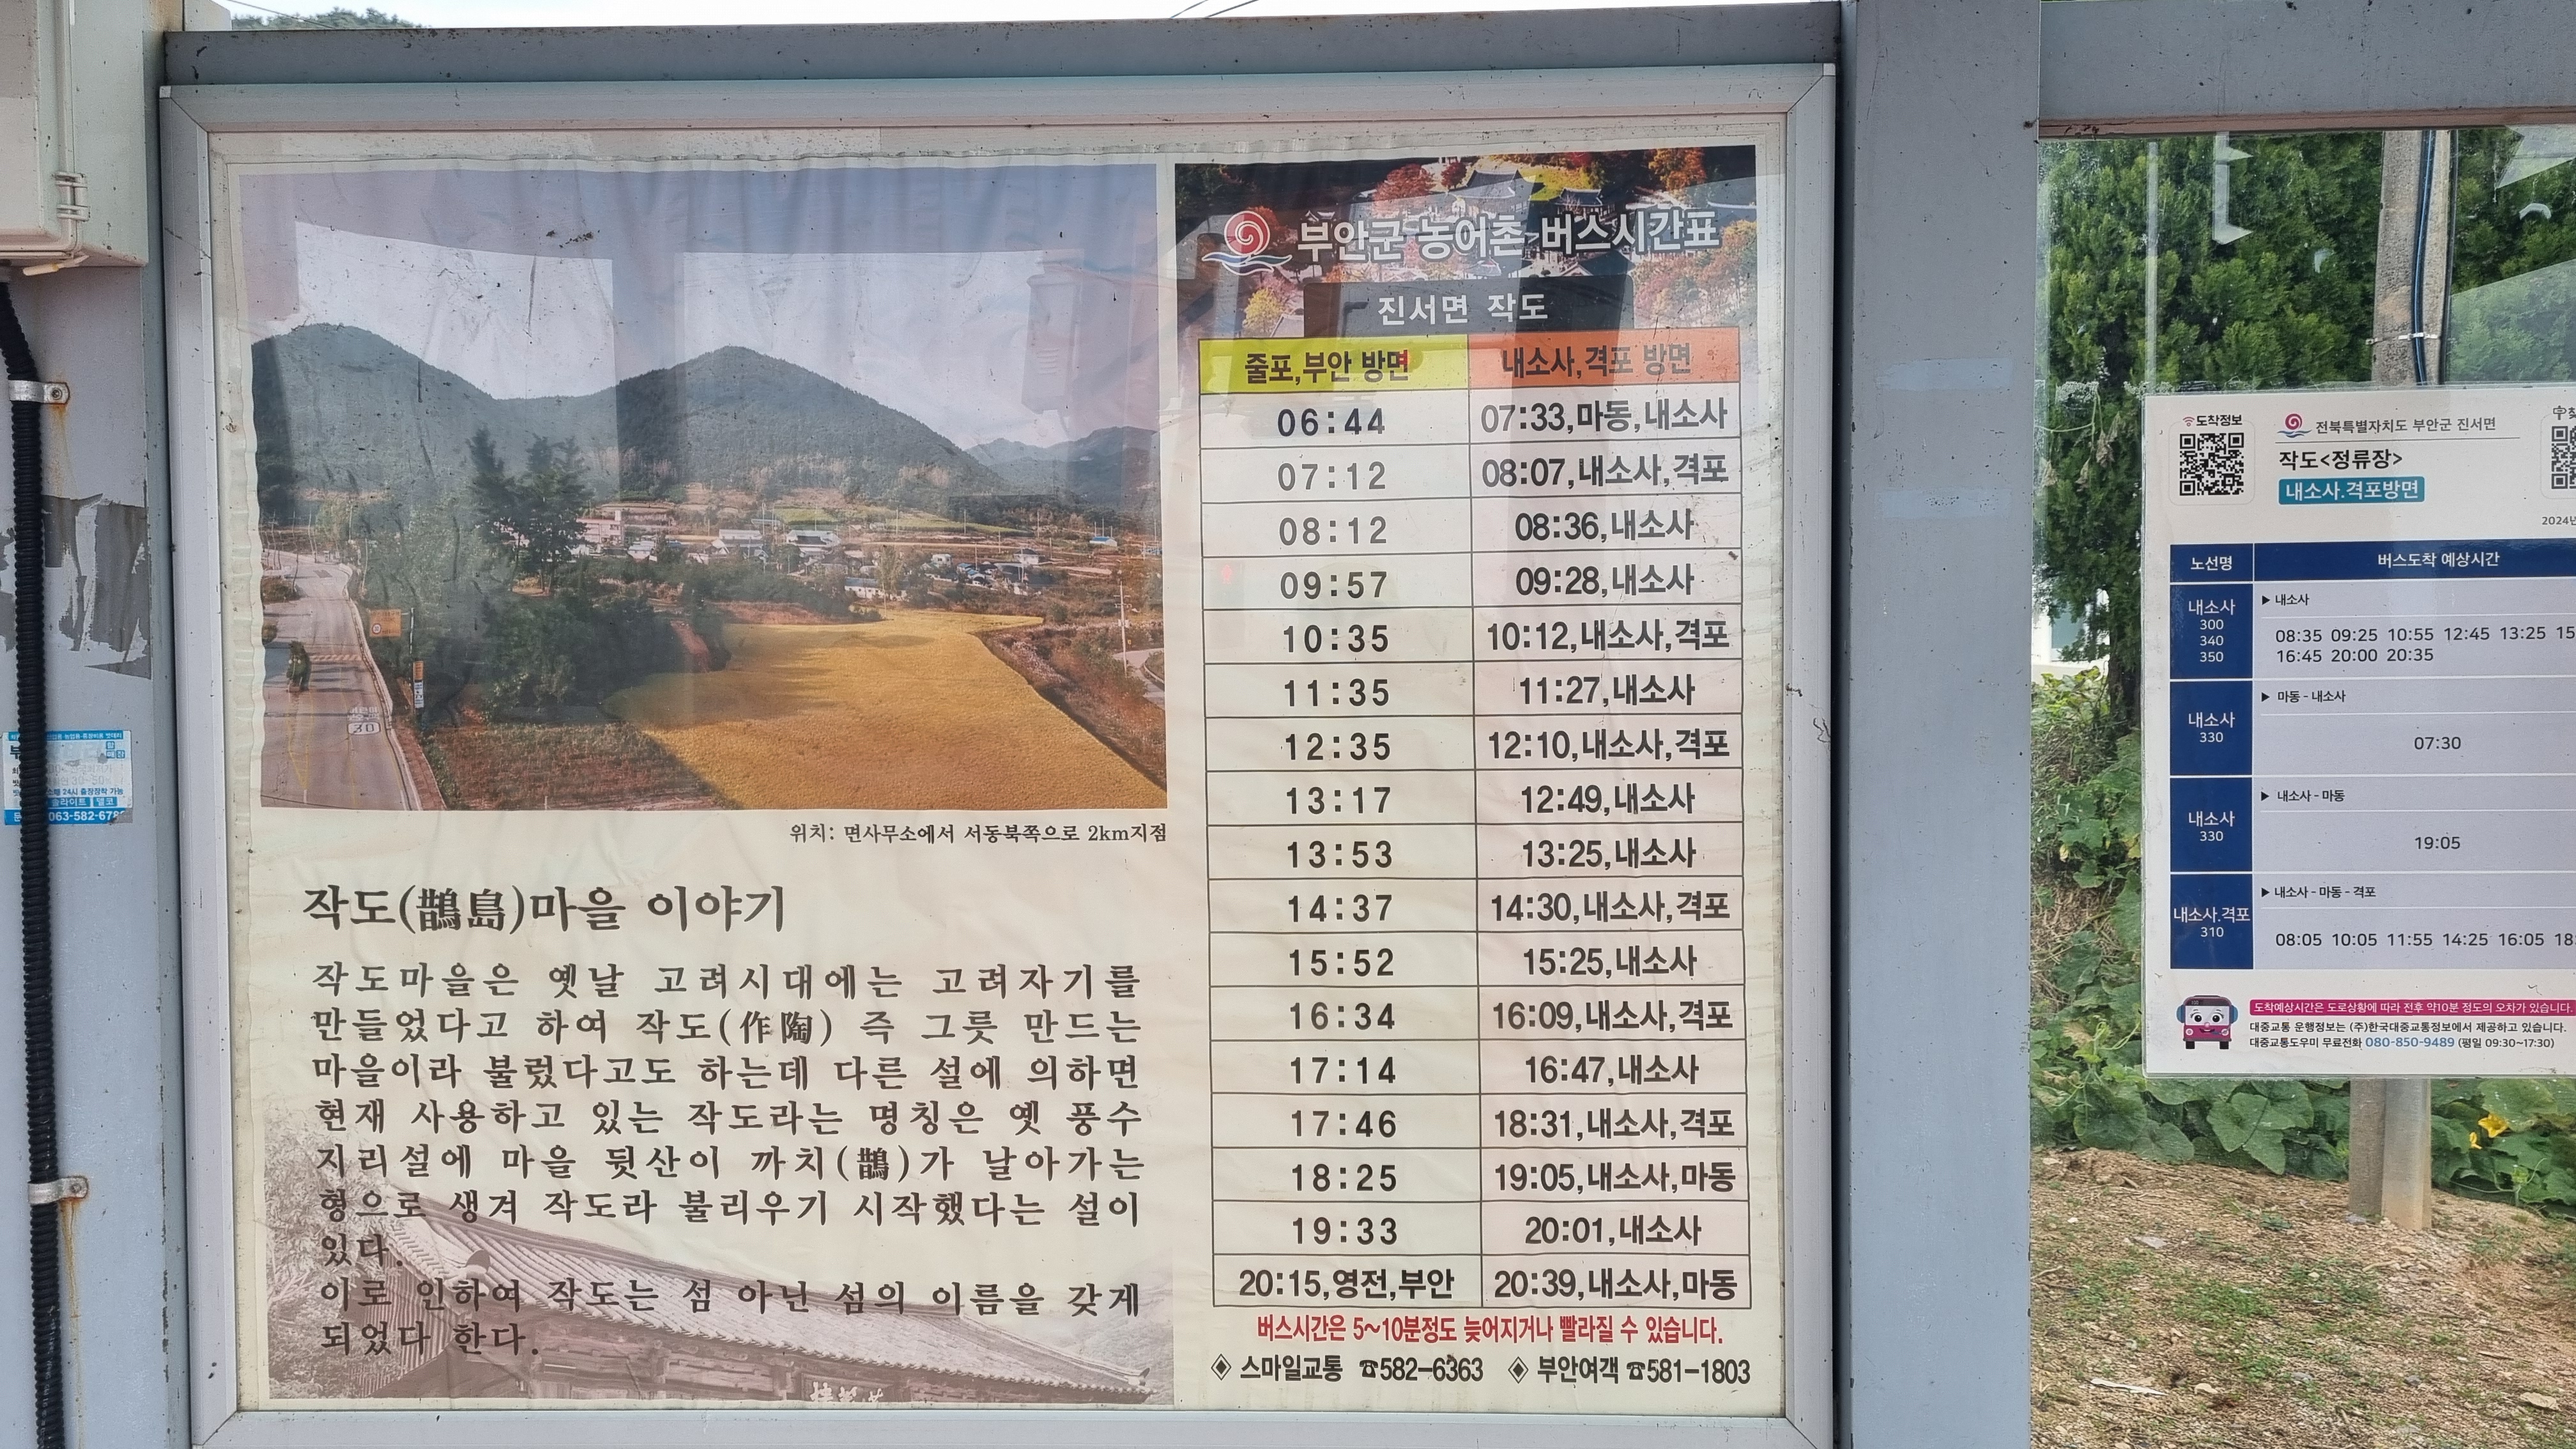 부안군 농어촌 버스시간표
진서면 작도
줄포,부안 방면 내소사,격포 방면
06:44 07:33,마동,내소사
07:12 08:07,내소사,격포
08:12 08:36,내소사
09:57 09:28,내소사
10:35 10:12,내소사,격포
11:35 11:27,내소사
12:35 12:10,내소사,격포
13:17 12:49,내소사
13:53 13:25,내소사
14:37 14:30,내소사,격포
15:52 15:25,내소사
16:34 16:09,내소사,격포
17:14 16:47,내소사
17:46 18:31,내소사,격포
18:25 19:05,내소사,마동
19:33 20:01,내소사
20:15,영전,부안 20:39,내소사,마동
버스시간은 5~10분정도 늦어지거나 빨라질 수 있습니다.
◈ 스마일교통 ☎582-6363 ◈ 부안여객 ☎581-1803
30
위치: 면사무소에서 서동북쪽으로 2km지점
작도(鵲島)마을 이야기
작도마을은 옛날 고려시대에는 고려자기를
만들었다고 하여 작도(作陶) 즉 그릇 만드는
마을이라 불렀다고도 하는데 다른 설에 의하면
현재 사용하고 있는 작도라는 명칭은 옛 풍수
지리설에 마을 뒷산이 까치(鵲)가 날아가는
형으로 생겨 작도라 불리우기 시작했다는 설이
있다.
이로 인하여 작도는 섬 아닌 섬의 이름을 갖게
되었다 한다.
도착정보
전북특별자치도 부안군 진서면
작도<정류장>
내소사.격포방면
노선명 버스도착 예상시간
내소사
300
340
350
▶ 내소사
08:35 09:25 10:55 12:45 13:25
16:45 20:00 20:35
내소사
330
▶ 마동 - 내소사
07:30
내소사
330
▶ 내소사 - 마동
19:05
내소사.격포
310
▶ 내소사 - 마동 - 격포
08:05 10:05 11:55 14:25 16:05
도착예상시간은 도로상황에 따라 전후 약10분 정도의 오차가 있습니다.
대중교통 운행정보는 (주)한국대중교통정보에서 제공하고 있습니다.
대중교통도우미 무료전화 080-850-9489 (평일 09:30~17:30)
24시 출장장착 가능